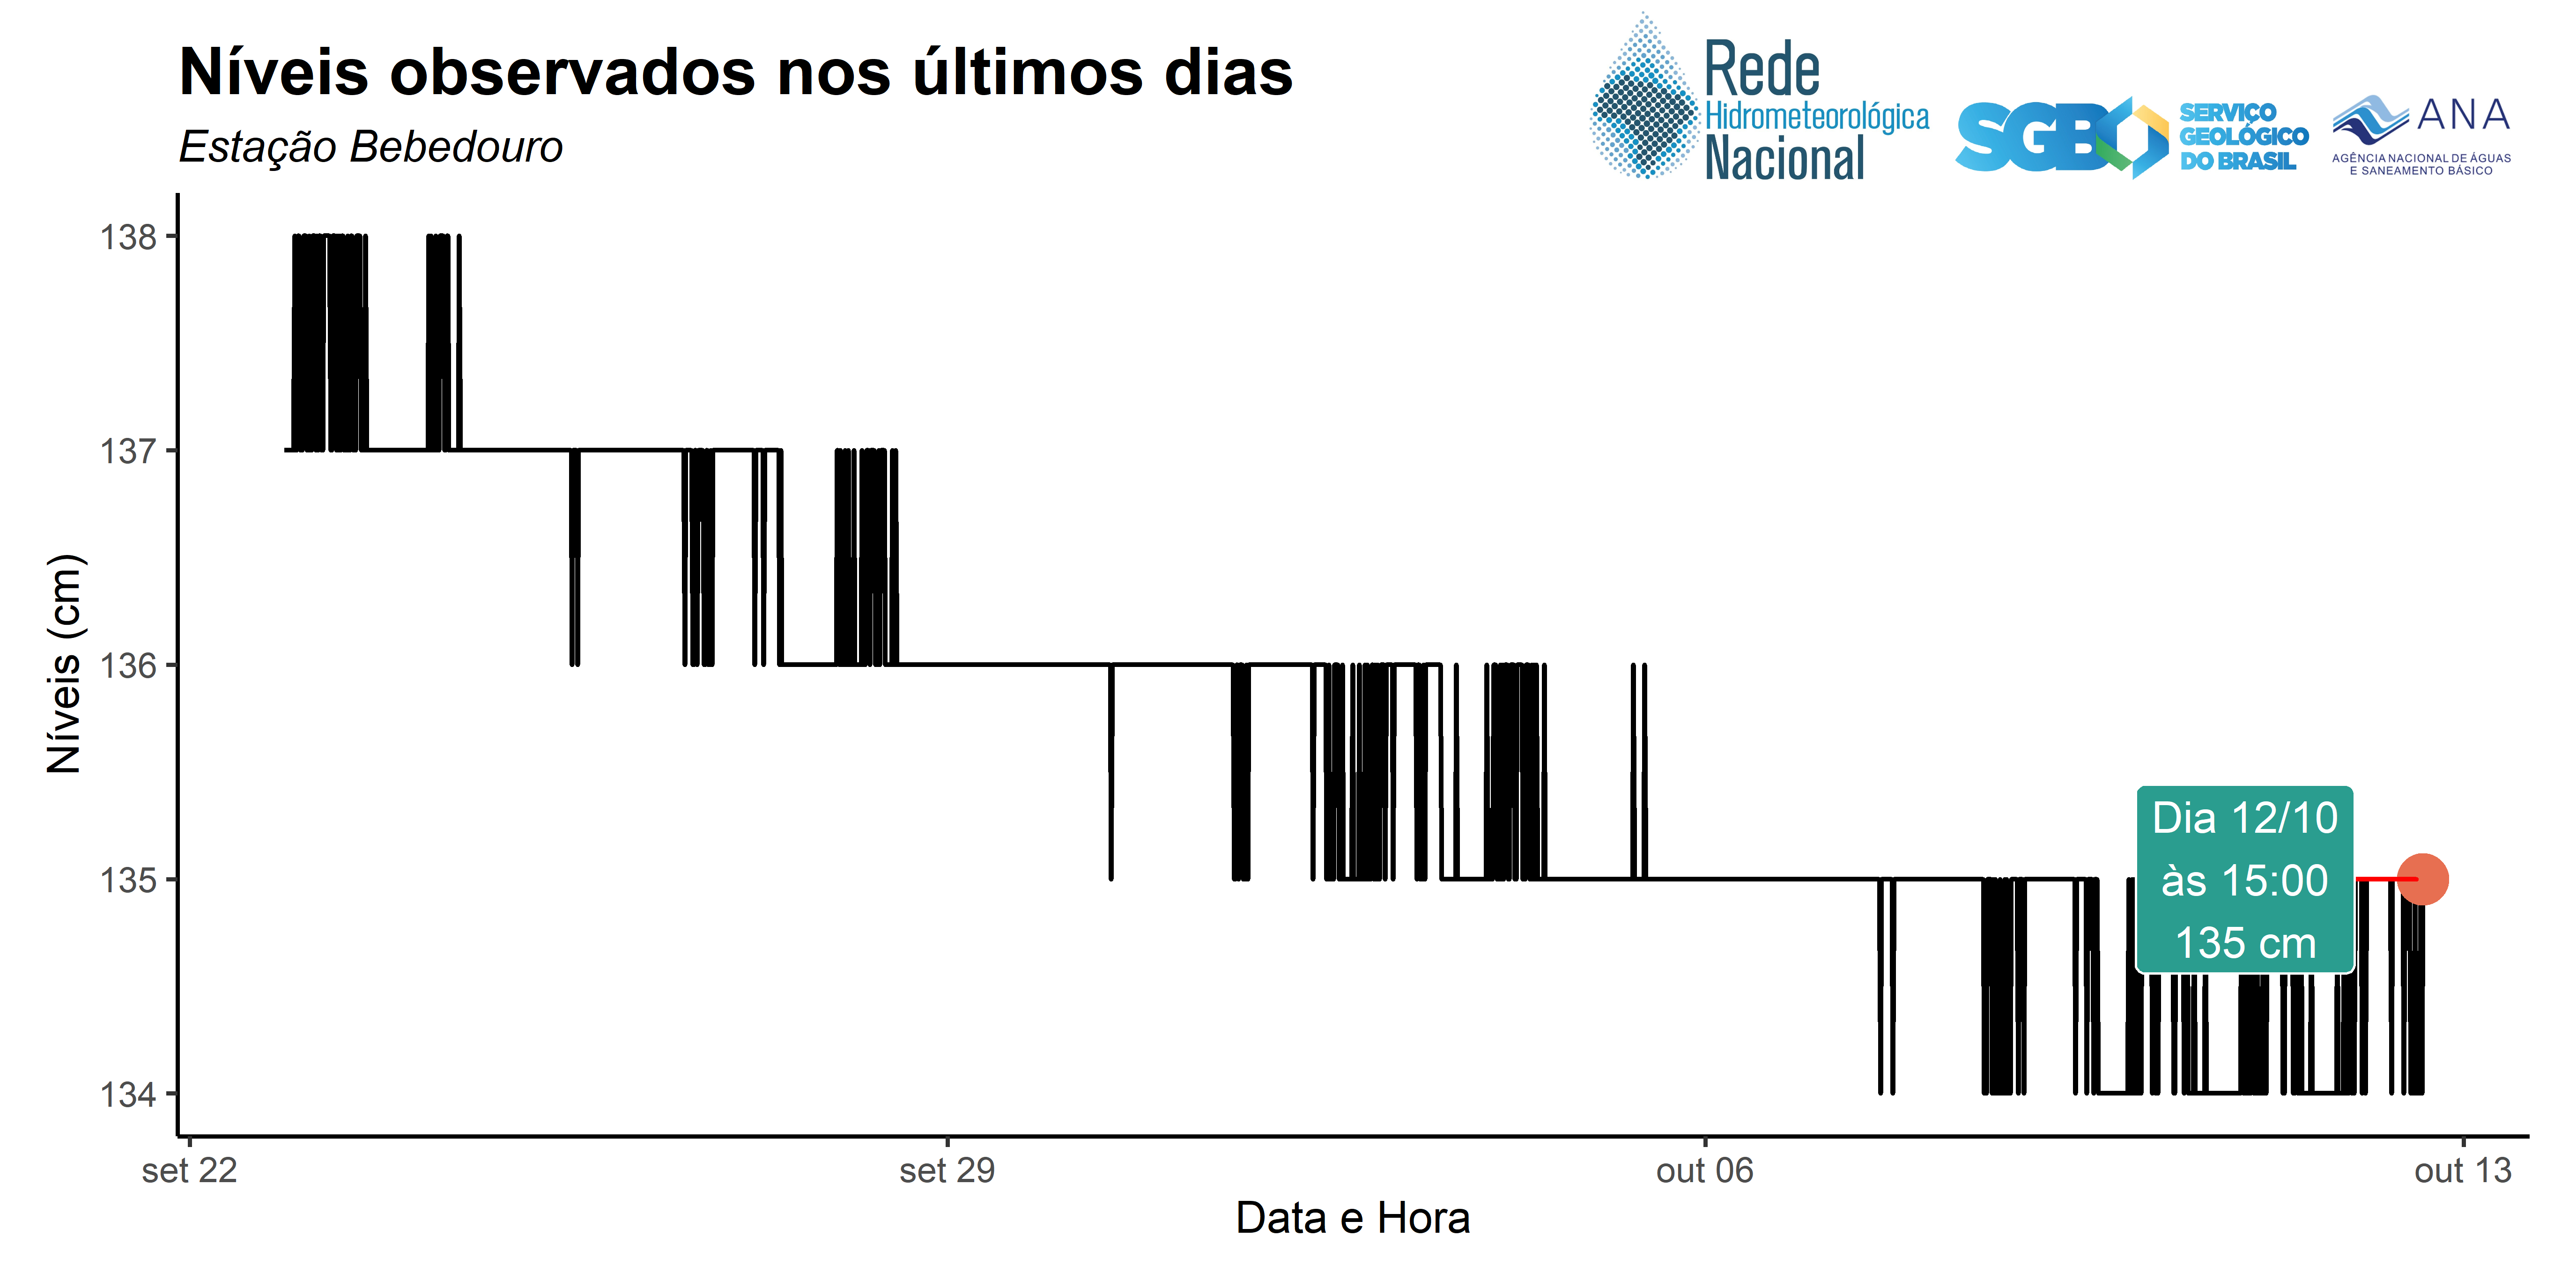 Níveis observados nos últimos dias
Estação Bebedouro
Rede
Hidrometeorológica
Nacional
SGB
SERVIÇO
GEOLÓGICO
DO BRASIL
ANA
AGÊNCIA NACIONAL DE ÁGUAS
E SANEAMENTO BÁSICO
Níveis (cm)
138
137
136
135
134
Dia 12/10
às 15:00
135 cm
set 22
set 29
out 06
out 13
Data e Hora